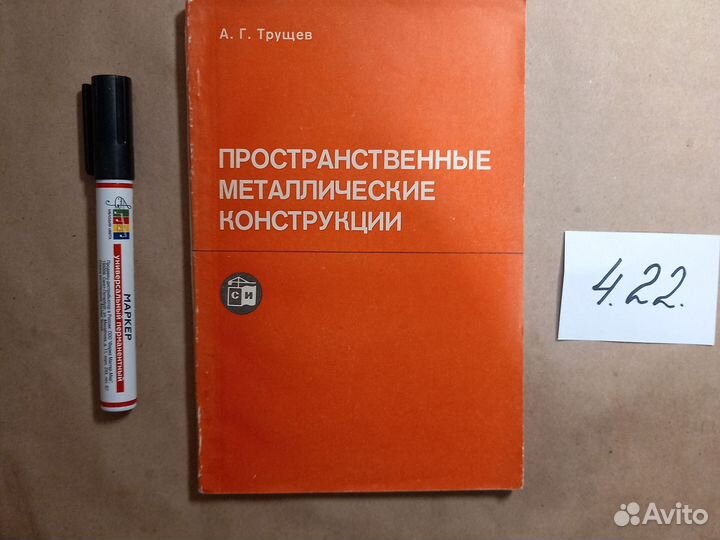 А. Г. Трущев
ПРОСТРАНСТВЕННЫЕ
МЕТАЛЛИЧЕСКИЕ
КОНСТРУКЦИИ
СИ
МАРКЕР
универсальный перманентный
4.22.
Avito